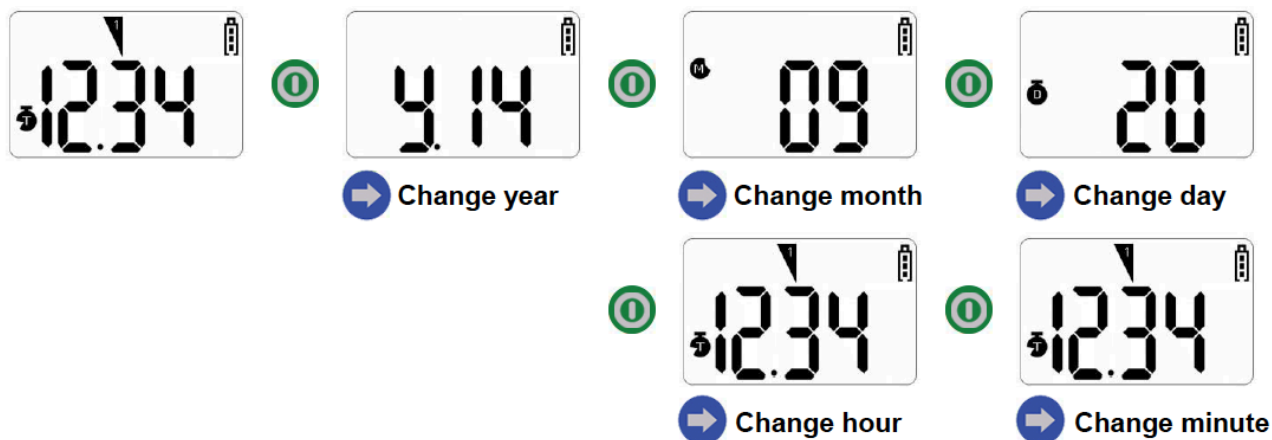 1
T 12.34
y. 14
M 09
D 20
Change year
Change month
Change day
1
T 12.34
1
T 12.34
Change hour
Change minute